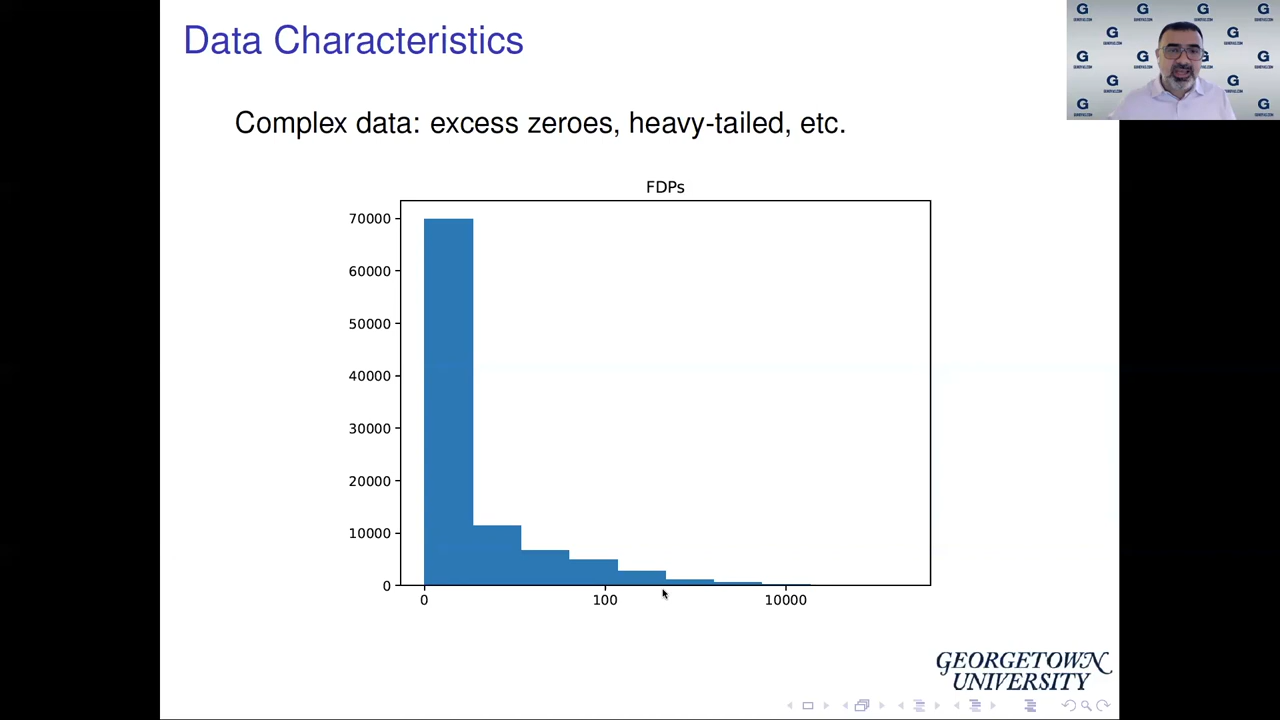 Data Characteristics
Complex data: excess zeroes, heavy-tailed, etc.
FDPs
70000
60000
50000
40000
30000
20000
10000
0
0 100 10000
GEORGETOWN
UNIVERSITY
G G G G
G G
G G G
G G
G G